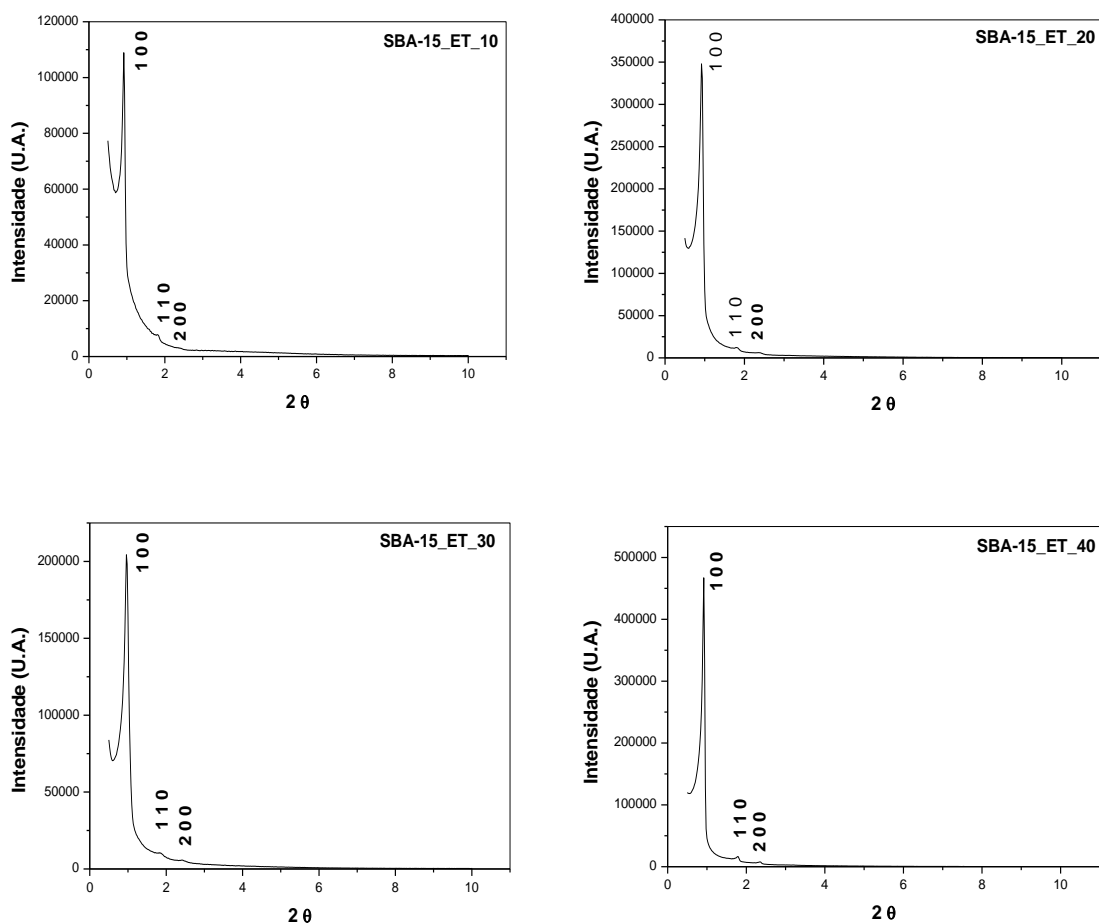 SBA-15_ET_10
120000
100000
80000
60000
40000
20000
0
1 0 0
1 1 0
2 0 0
0 2 4 6 8 10
Intensidade (U.A.)
2 θ
SBA-15_ET_20
400000
350000
300000
250000
200000
150000
100000
50000
0
1 0 0
1 1 0
2 0 0
0 2 4 6 8 10
Intensidade (U.A.)
2 θ
SBA-15_ET_30
200000
150000
100000
50000
0
1 0 0
1 1 0
2 0 0
0 2 4 6 8 10
Intensidade (U.A.)
2 θ
SBA-15_ET_40
500000
400000
300000
200000
100000
0
1 0 0
1 1 0
2 0 0
0 2 4 6 8 10
Intensidade (U.A.)
2 θ